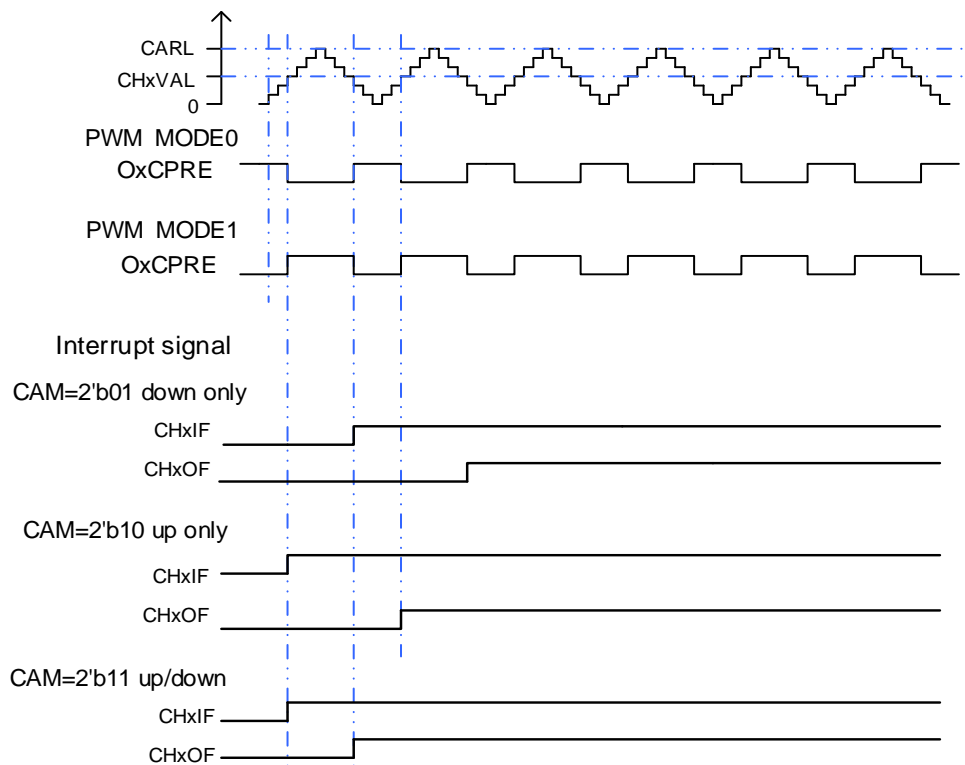 CARL
CHxVAL
0
PWM MODE0
OxCPRE
PWM MODE1
OxCPRE
Interrupt signal
CAM=2'b01 down only
CHxIF
CHxOF
CAM=2'b10 up only
CHxIF
CHxOF
CAM=2'b11 up/down
CHxIF
CHxOF